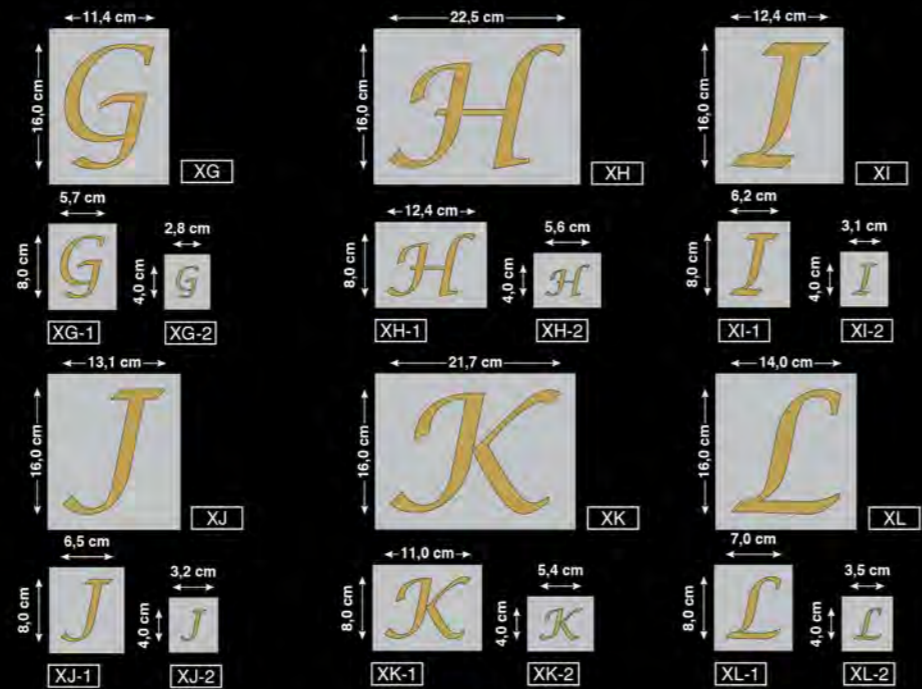 11,4 cm
16,0 cm
G
XG
22,5 cm
16,0 cm
H
XH
12,4 cm
16,0 cm
I
XI
5,7 cm
8,0 cm
G
XG-1
2,8 cm
4,0 cm
G
XG-2
12,4 cm
8,0 cm
H
XH-1
5,6 cm
4,0 cm
H
XH-2
6,2 cm
8,0 cm
I
XI-1
3,1 cm
4,0 cm
I
XI-2
13,1 cm
16,0 cm
J
XJ
21,7 cm
16,0 cm
K
XK
14,0 cm
16,0 cm
L
XL
6,5 cm
8,0 cm
J
XJ-1
3,2 cm
4,0 cm
J
XJ-2
11,0 cm
8,0 cm
K
XK-1
5,4 cm
4,0 cm
K
XK-2
7,0 cm
8,0 cm
L
XL-1
3,5 cm
4,0 cm
L
XL-2